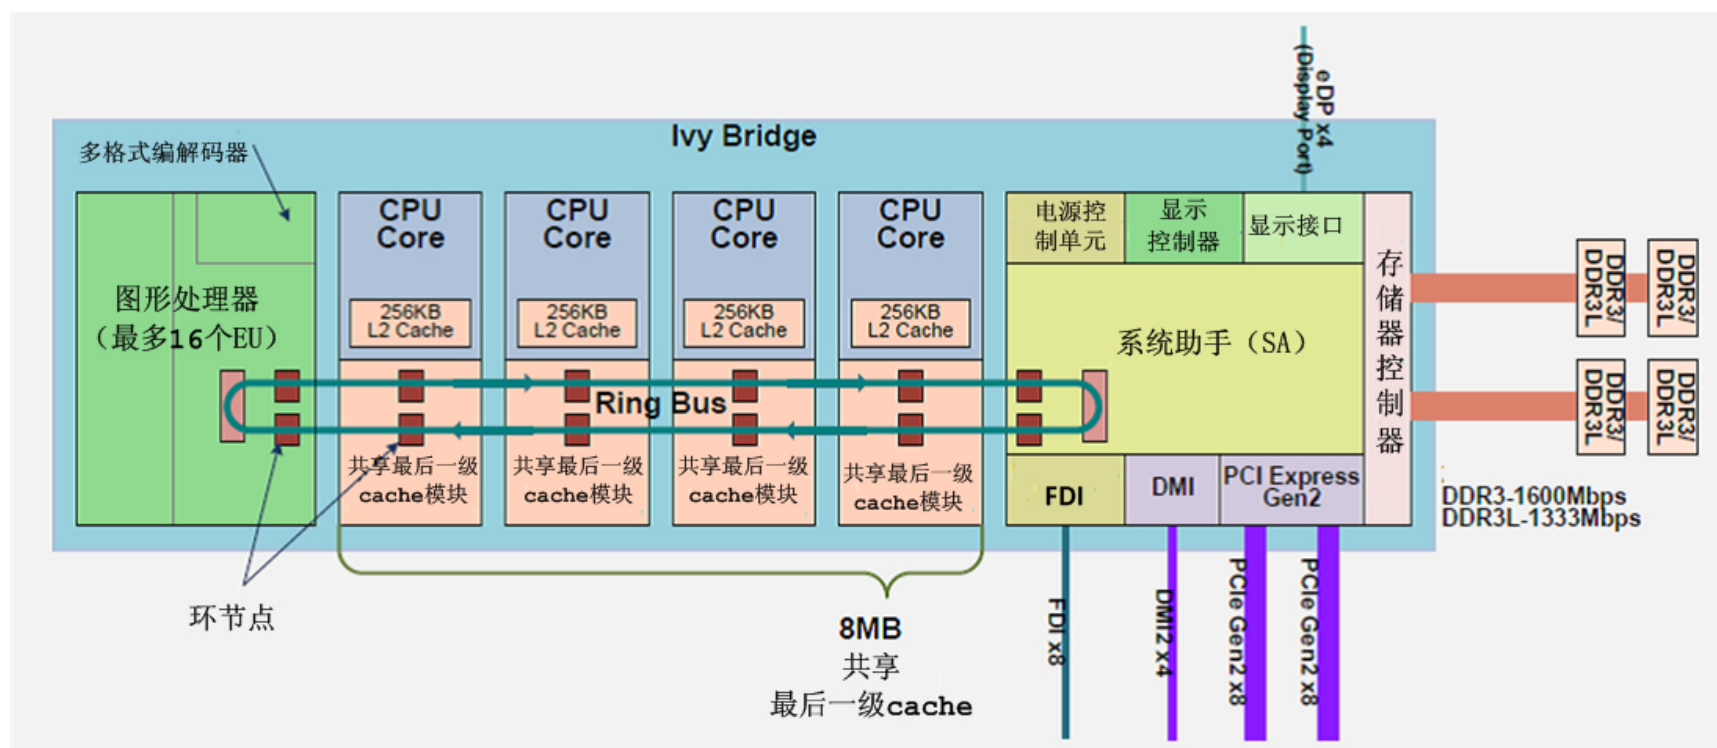 eDP x4
(Display Port)
Ivy Bridge
多格式编解码器
图形处理器
（最多16个EU）
CPU
Core
256KB
L2 Cache
CPU
Core
256KB
L2 Cache
CPU
Core
256KB
L2 Cache
CPU
Core
256KB
L2 Cache
电源控
制单元
显示
控制器
显示接口
系统助手（SA）
存
储
器
控
制
器
DDR3/
DDR3L
DDR3/
DDR3L
DDR3/
DDR3L
DDR3/
DDR3L
Ring Bus
共享最后一级
cache模块
共享最后一级
cache模块
共享最后一级
cache模块
共享最后一级
cache模块
FDI
DMI
PCI Express
Gen2
DDR3-1600Mbps
DDR3L-1333Mbps
环节点
8MB
共享
最后一级cache
FDI x8
DMI2 x4
PCIe Gen2 x8
PCIe Gen2 x8